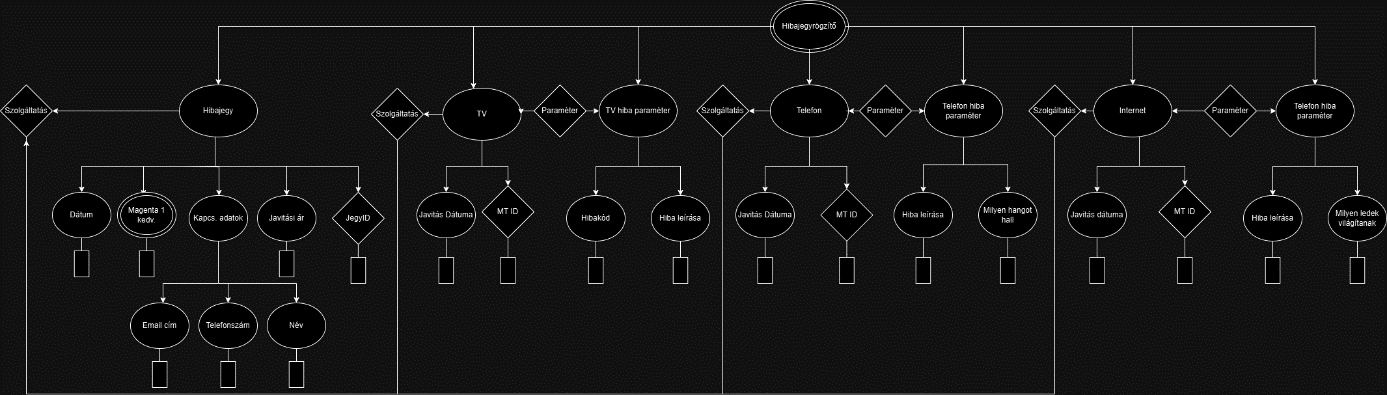 Hibajegyrögzítő
Szolgáltatás
Hibajegy
Szolgáltatás
TV
Paraméter
TV hiba paraméter
Szolgáltatás
Telefon
Paraméter
Telefon hiba
paraméter
Szolgáltatás
Internet
Paraméter
Telefon hiba
paraméter
Dátum
Magenta 1
kedv.
Kapcs. adatok
Javítási ár
JegyID
Javítás Dátuma
MT ID
Hibakód
Hiba leírása
Javítás Dátuma
MT ID
Hiba leírása
Milyen hangot
hall
Javítás dátuma
MT ID
Hiba leírása
Milyen ledek
világítanak
Email cím
Telefonszám
Név